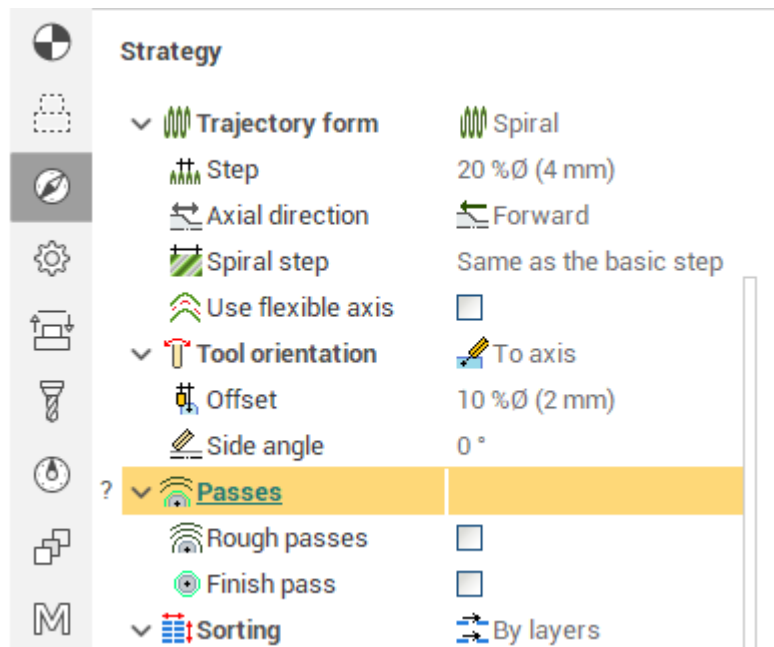 Strategy
Trajectory form Spiral
Step 20 %Ø (4 mm)
Axial direction Forward
Spiral step Same as the basic step
Use flexible axis
Tool orientation To axis
Offset 10 %Ø (2 mm)
Side angle 0 °
? Passes
Rough passes
Finish pass
Sorting By layers